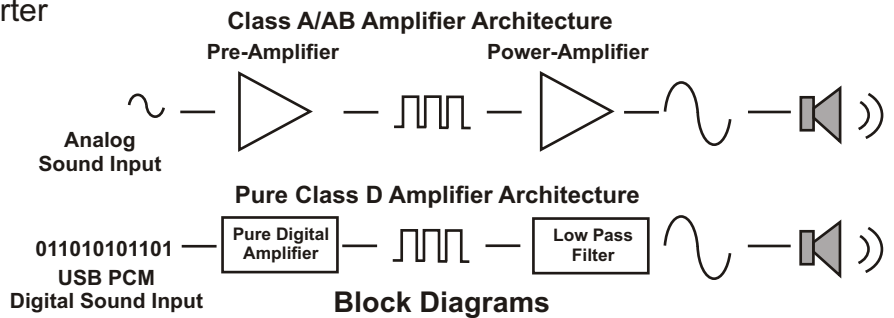 rter
Class A/AB Amplifier Architecture
Pre-Amplifier
Power-Amplifier
Analog
Sound Input
Pure Class D Amplifier Architecture
011010101101
Pure Digital
Amplifier
Low Pass
Filter
USB PCM
Digital Sound Input
Block Diagrams